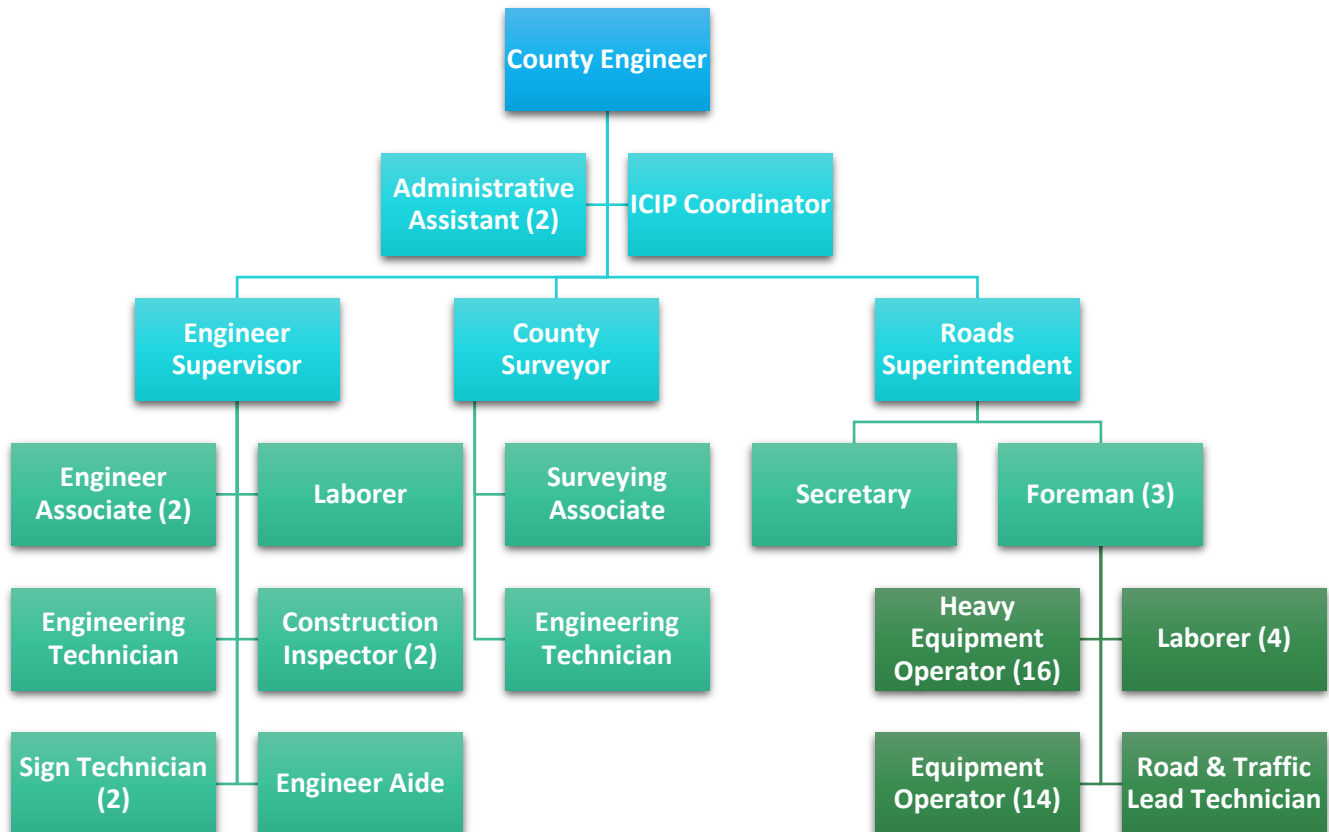 County Engineer
Administrative
Assistant (2)
ICIP Coordinator
Engineer
Supervisor
County
Surveyor
Roads
Superintendent
Engineer
Associate (2)
Laborer
Surveying
Associate
Secretary
Foreman (3)
Engineering
Technician
Construction
Inspector (2)
Engineering
Technician
Heavy
Equipment
Operator (16)
Laborer (4)
Sign Technician
(2)
Engineer Aide
Equipment
Operator (14)
Road & Traffic
Lead Technician